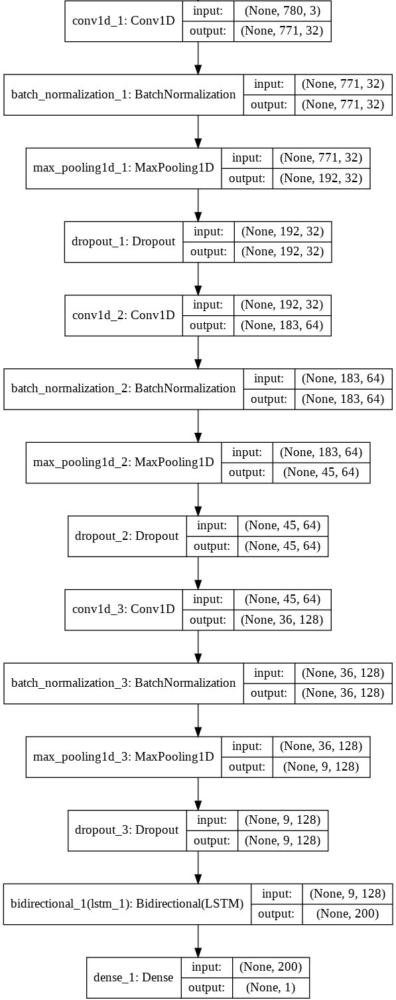 conv1d_1: Conv1D
input: (None, 780, 3)
output: (None, 771, 32)
batch_normalization_1: BatchNormalization
input: (None, 771, 32)
output: (None, 771, 32)
max_pooling1d_1: MaxPooling1D
input: (None, 771, 32)
output: (None, 192, 32)
dropout_1: Dropout
input: (None, 192, 32)
output: (None, 192, 32)
conv1d_2: Conv1D
input: (None, 192, 32)
output: (None, 183, 64)
batch_normalization_2: BatchNormalization
input: (None, 183, 64)
output: (None, 183, 64)
max_pooling1d_2: MaxPooling1D
input: (None, 183, 64)
output: (None, 45, 64)
dropout_2: Dropout
input: (None, 45, 64)
output: (None, 45, 64)
conv1d_3: Conv1D
input: (None, 45, 64)
output: (None, 36, 128)
batch_normalization_3: BatchNormalization
input: (None, 36, 128)
output: (None, 36, 128)
max_pooling1d_3: MaxPooling1D
input: (None, 36, 128)
output: (None, 9, 128)
dropout_3: Dropout
input: (None, 9, 128)
output: (None, 9, 128)
bidirectional_1(lstm_1): Bidirectional(LSTM)
input: (None, 9, 128)
output: (None, 200)
dense_1: Dense
input: (None, 200)
output: (None, 1)